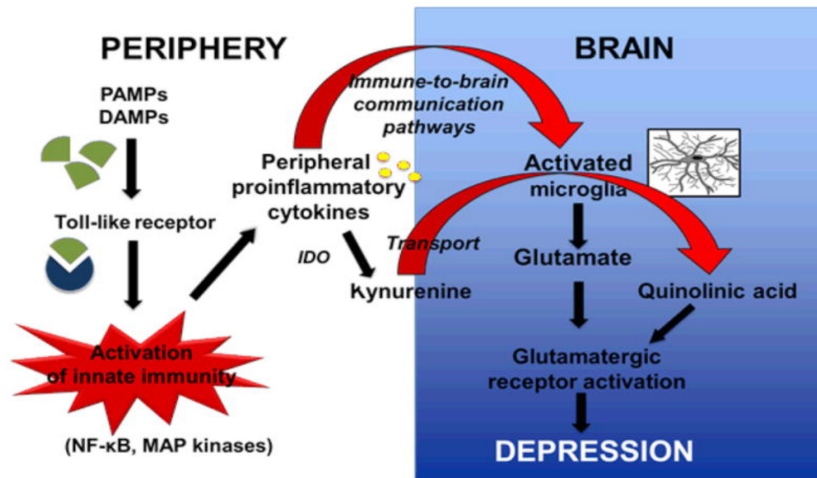 PERIPHERY
PAMPs
DAMPs
Toll-like receptor
Activation
of innate immunity
(NF-κB, MAP kinases)
Peripheral
proinflammatory
cytokines
IDO
Kynurenine
Immune-to-brain
communication
pathways
Transport
BRAIN
Activated
microglia
Glutamate
Quinolinic acid
Glutamatergic
receptor activation
DEPRESSION